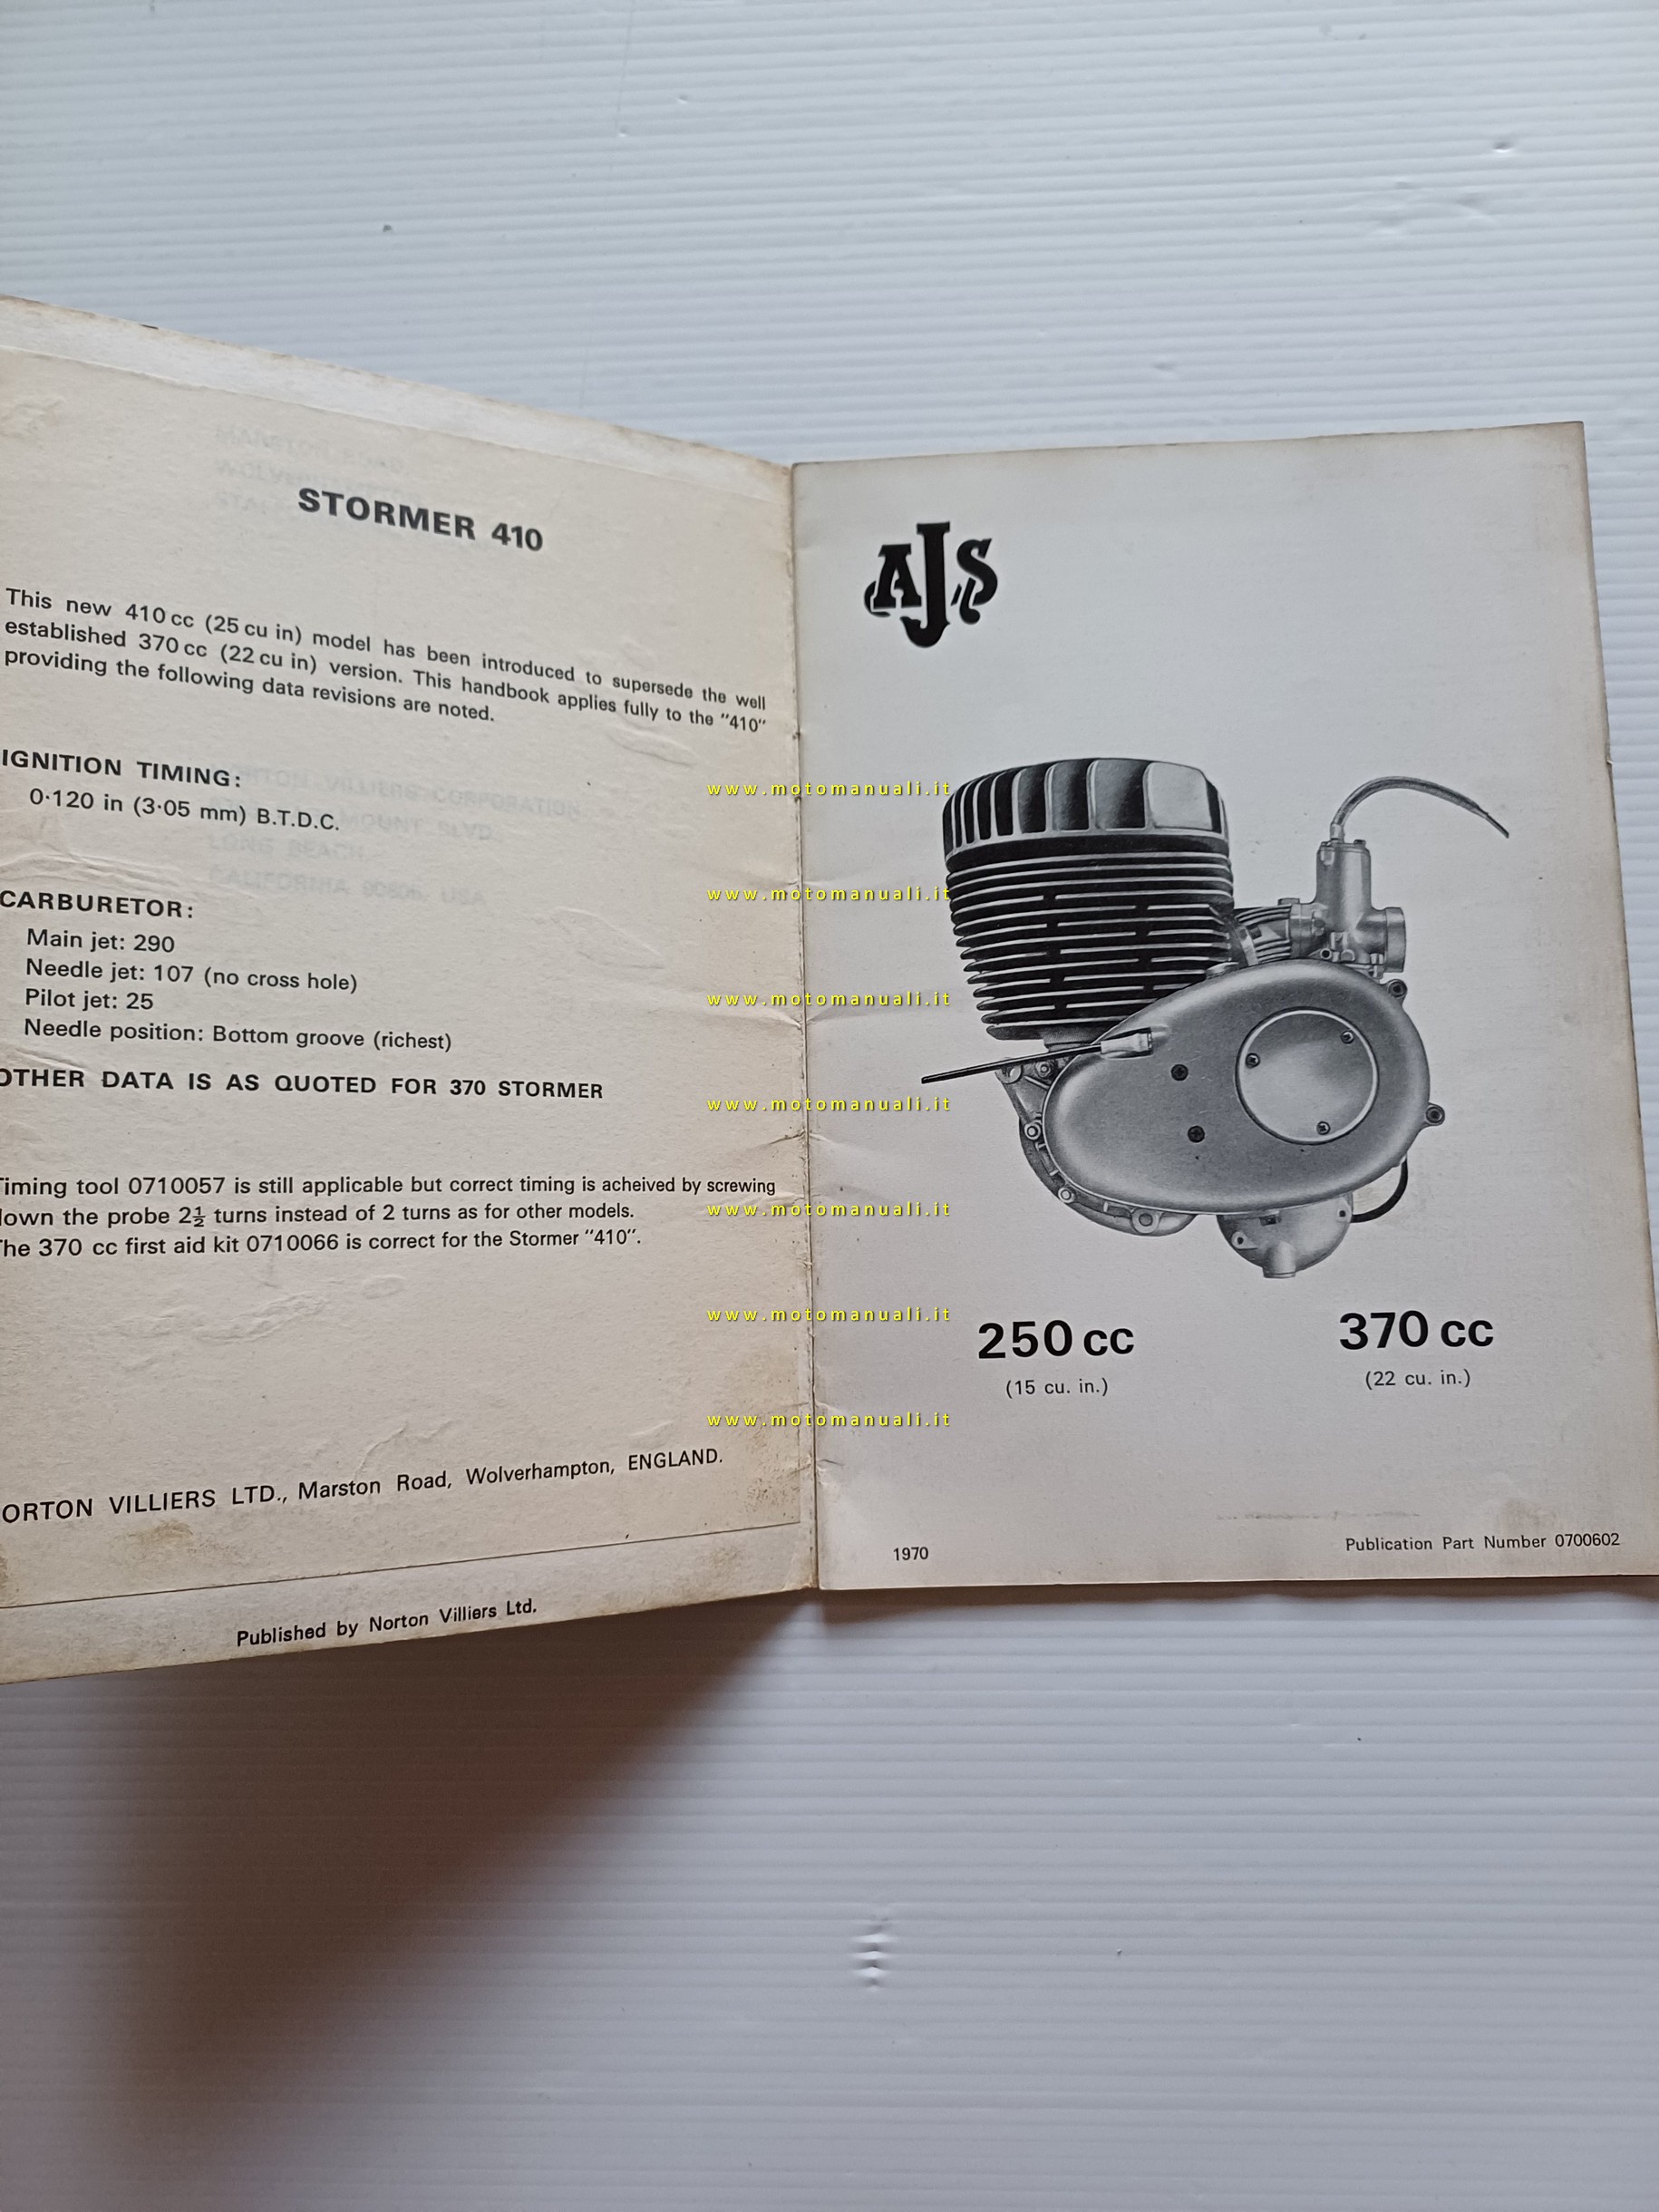 STORMER 410
This new 410 cc (25 cu in) model has been introduced to supersede the well
established 370 cc (22 cu in) version. This handbook applies fully to the "410"
providing the following data revisions are noted.
IGNITION TIMING:
0·120 in (3·05 mm) B.T.D.C.
CARBURETOR:
Main jet: 290
Needle jet: 107 (no cross hole)
Pilot jet: 25
Needle position: Bottom groove (richest)
OTHER DATA IS AS QUOTED FOR 370 STORMER
Timing tool 0710057 is still applicable but correct timing is acheived by screwing
down the probe 2½ turns instead of 2 turns as for other models.
The 370 cc first aid kit 0710066 is correct for the Stormer "410".
NORTON VILLIERS LTD., Marston Road, Wolverhampton, ENGLAND.
Published by Norton Villiers Ltd.
AJS
250 cc
(15 cu. in.)
370 cc
(22 cu. in.)
1970
Publication Part Number 0700602
www.motomanuali.it
www.motomanuali.it
www.motomanuali.it
www.motomanuali.it
www.motomanuali.it
www.motomanuali.it
www.motomanuali.it